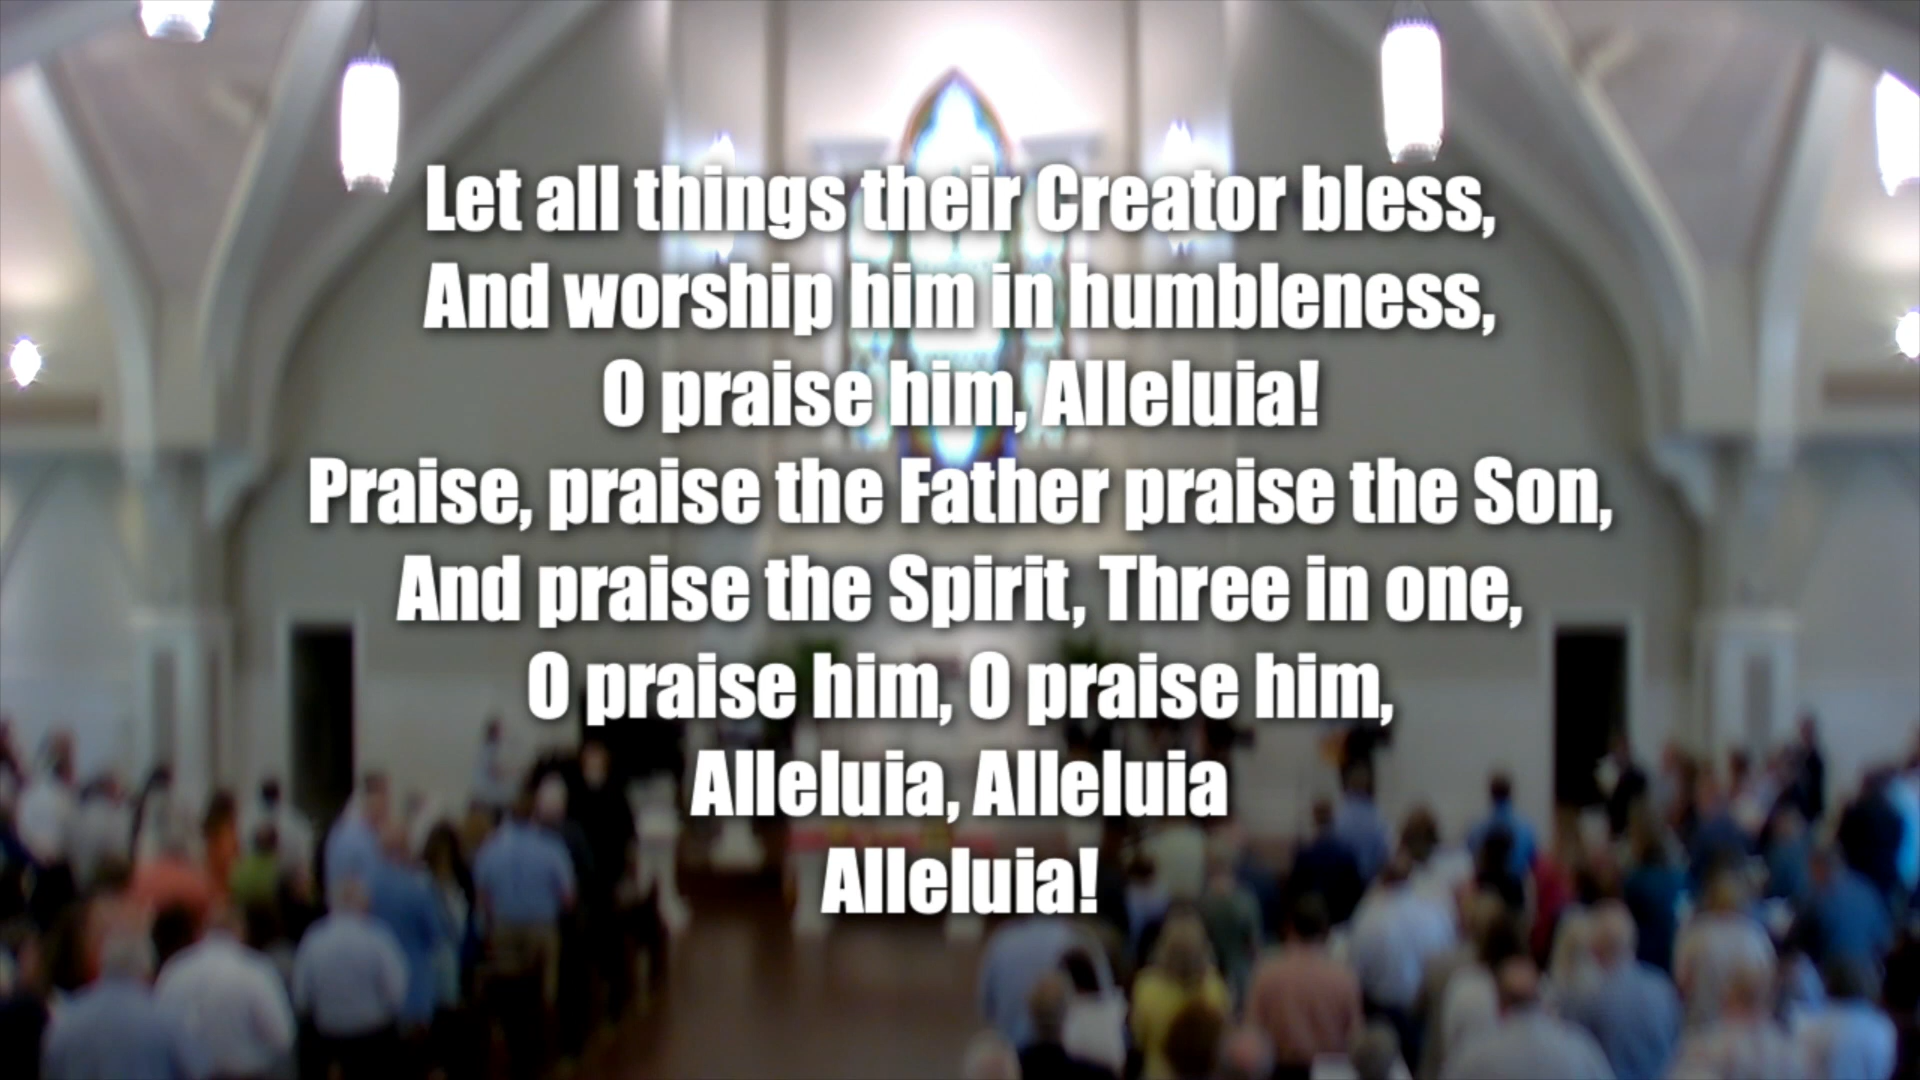 Let all things their Creator bless,
And worship him in humbleness,
O praise him, Alleluia!
Praise, praise the Father praise the Son,
And praise the Spirit, Three in one,
O praise him, O praise him,
Alleluia, Alleluia
Alleluia!